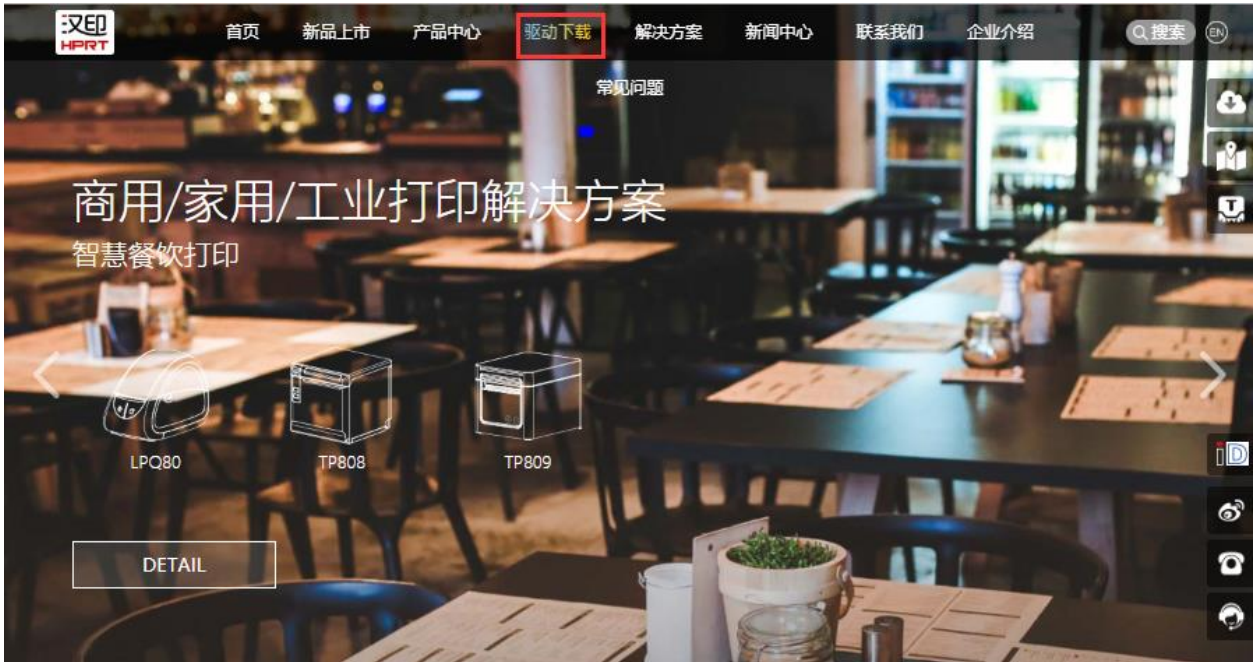 汉印
HPRT
首页 新品上市 产品中心 驱动下载 解决方案 新闻中心 联系我们 企业介绍 搜索 EN
常见问题
商用/家用/工业打印解决方案
智慧餐饮打印
LPQ80 TP808 TP809
iD
DETAIL